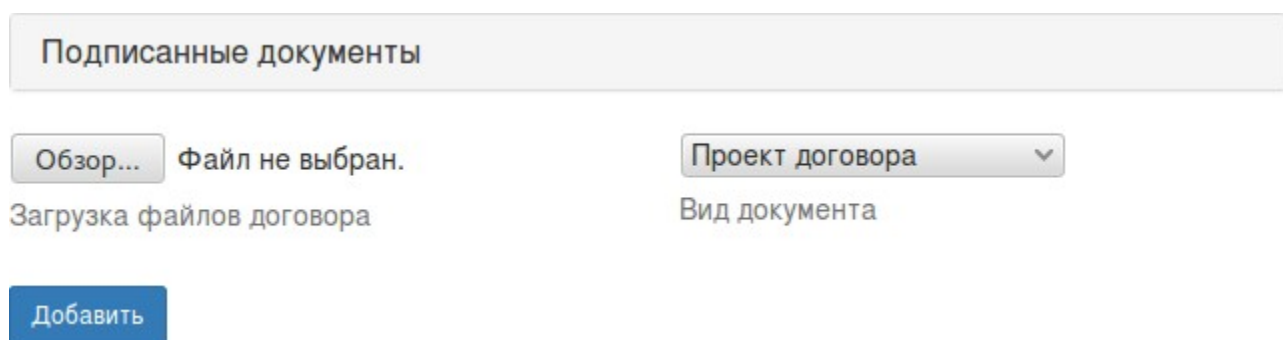 Подписанные документы
Обзор... Файл не выбран. Проект договора
Загрузка файлов договора Вид документа
Добавить